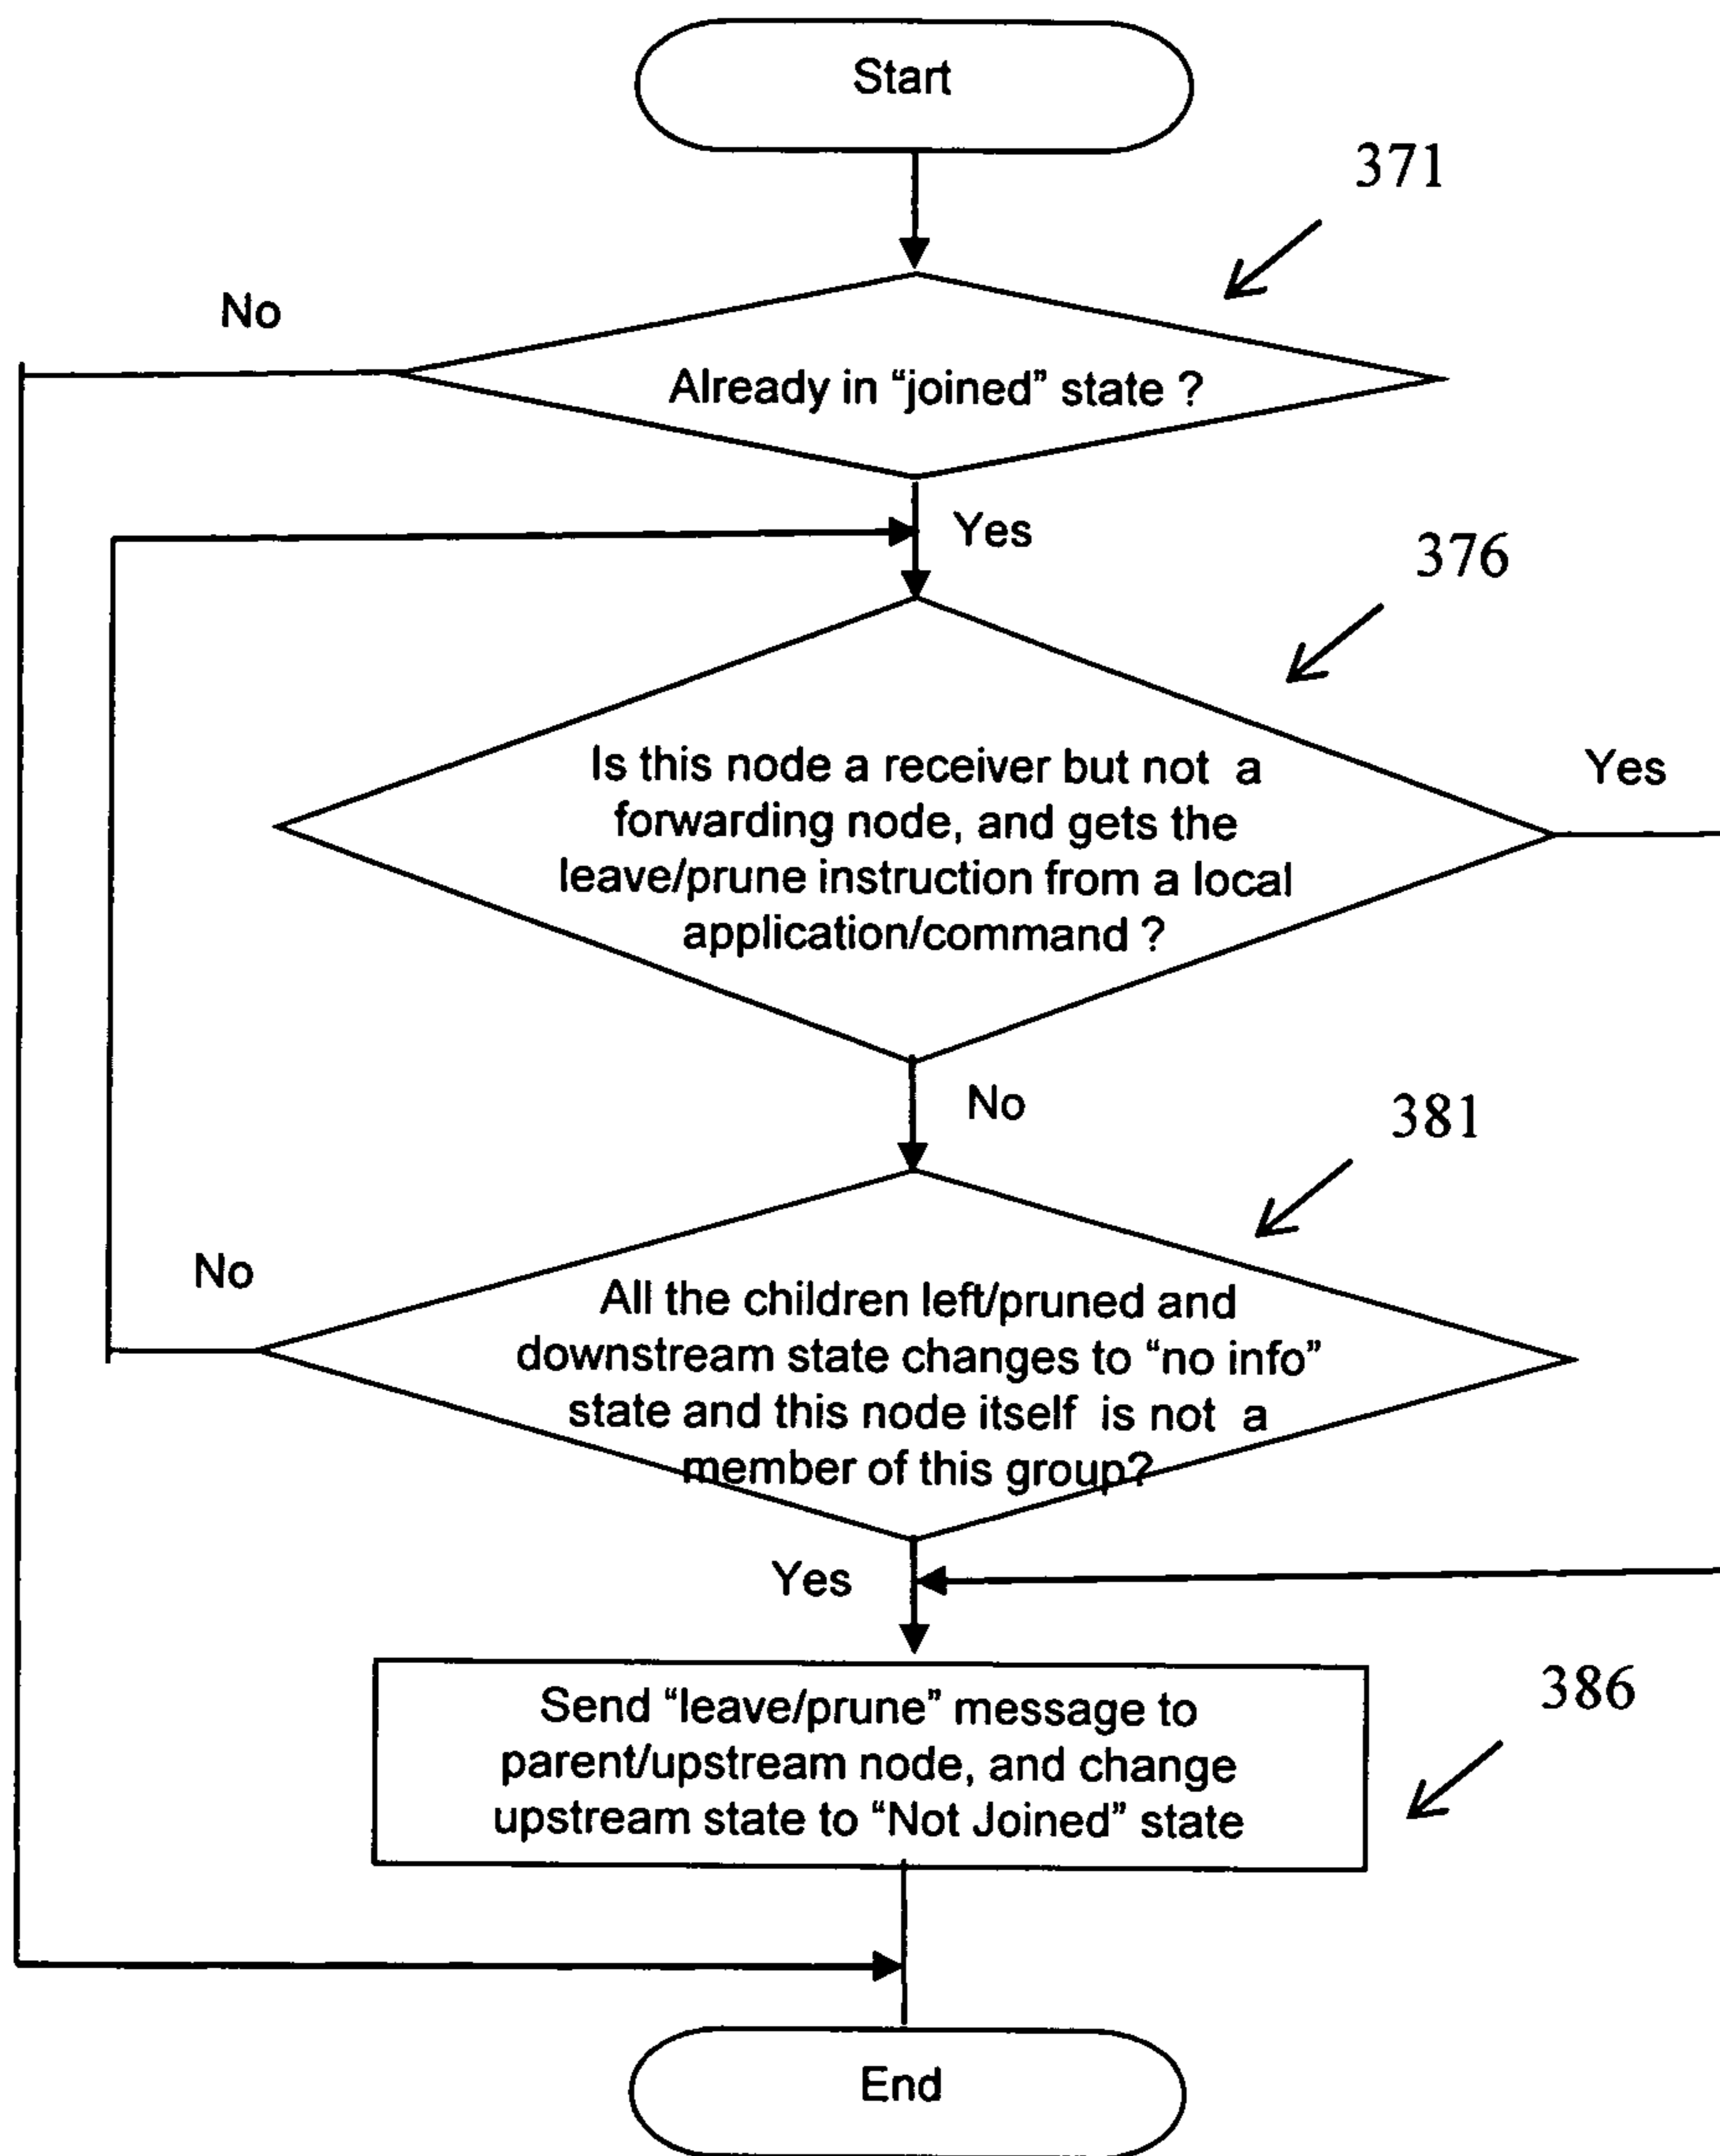 Start
371
No
Already in “joined” state ?
Yes
376
Is this node a receiver but not a
forwarding node, and gets the
leave/prune instruction from a local
application/command ?
Yes
No
381
No
All the children left/pruned and
downstream state changes to “no info”
state and this node itself is not a
member of this group?
Yes
Send “leave/prune” message to
parent/upstream node, and change
upstream state to “Not Joined” state
386
End